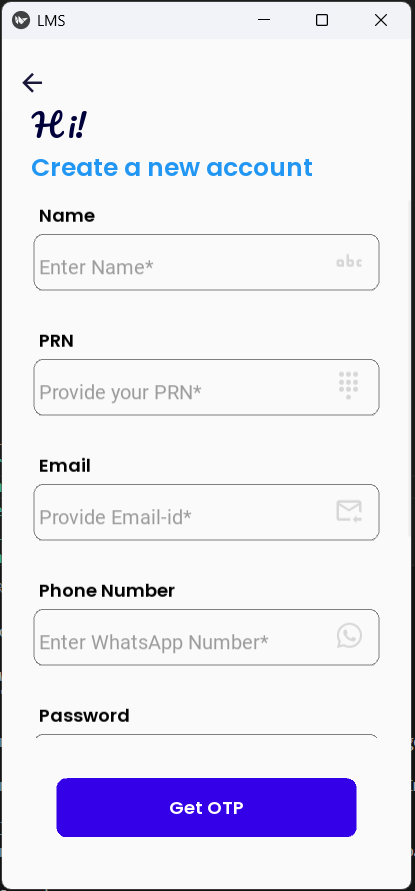 LMS
Hi!
Create a new account
Name
Enter Name*
abc
PRN
Provide your PRN*
Email
Provide Email-id*
Phone Number
Enter WhatsApp Number*
Password
Get OTP